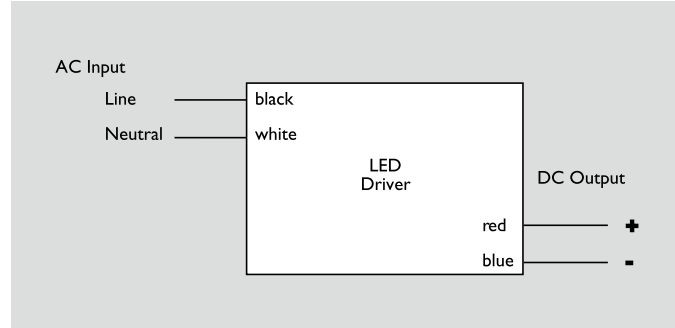 AC Input
Line
black
Neutral
white
LED
Driver
DC Output
red
+
blue
-